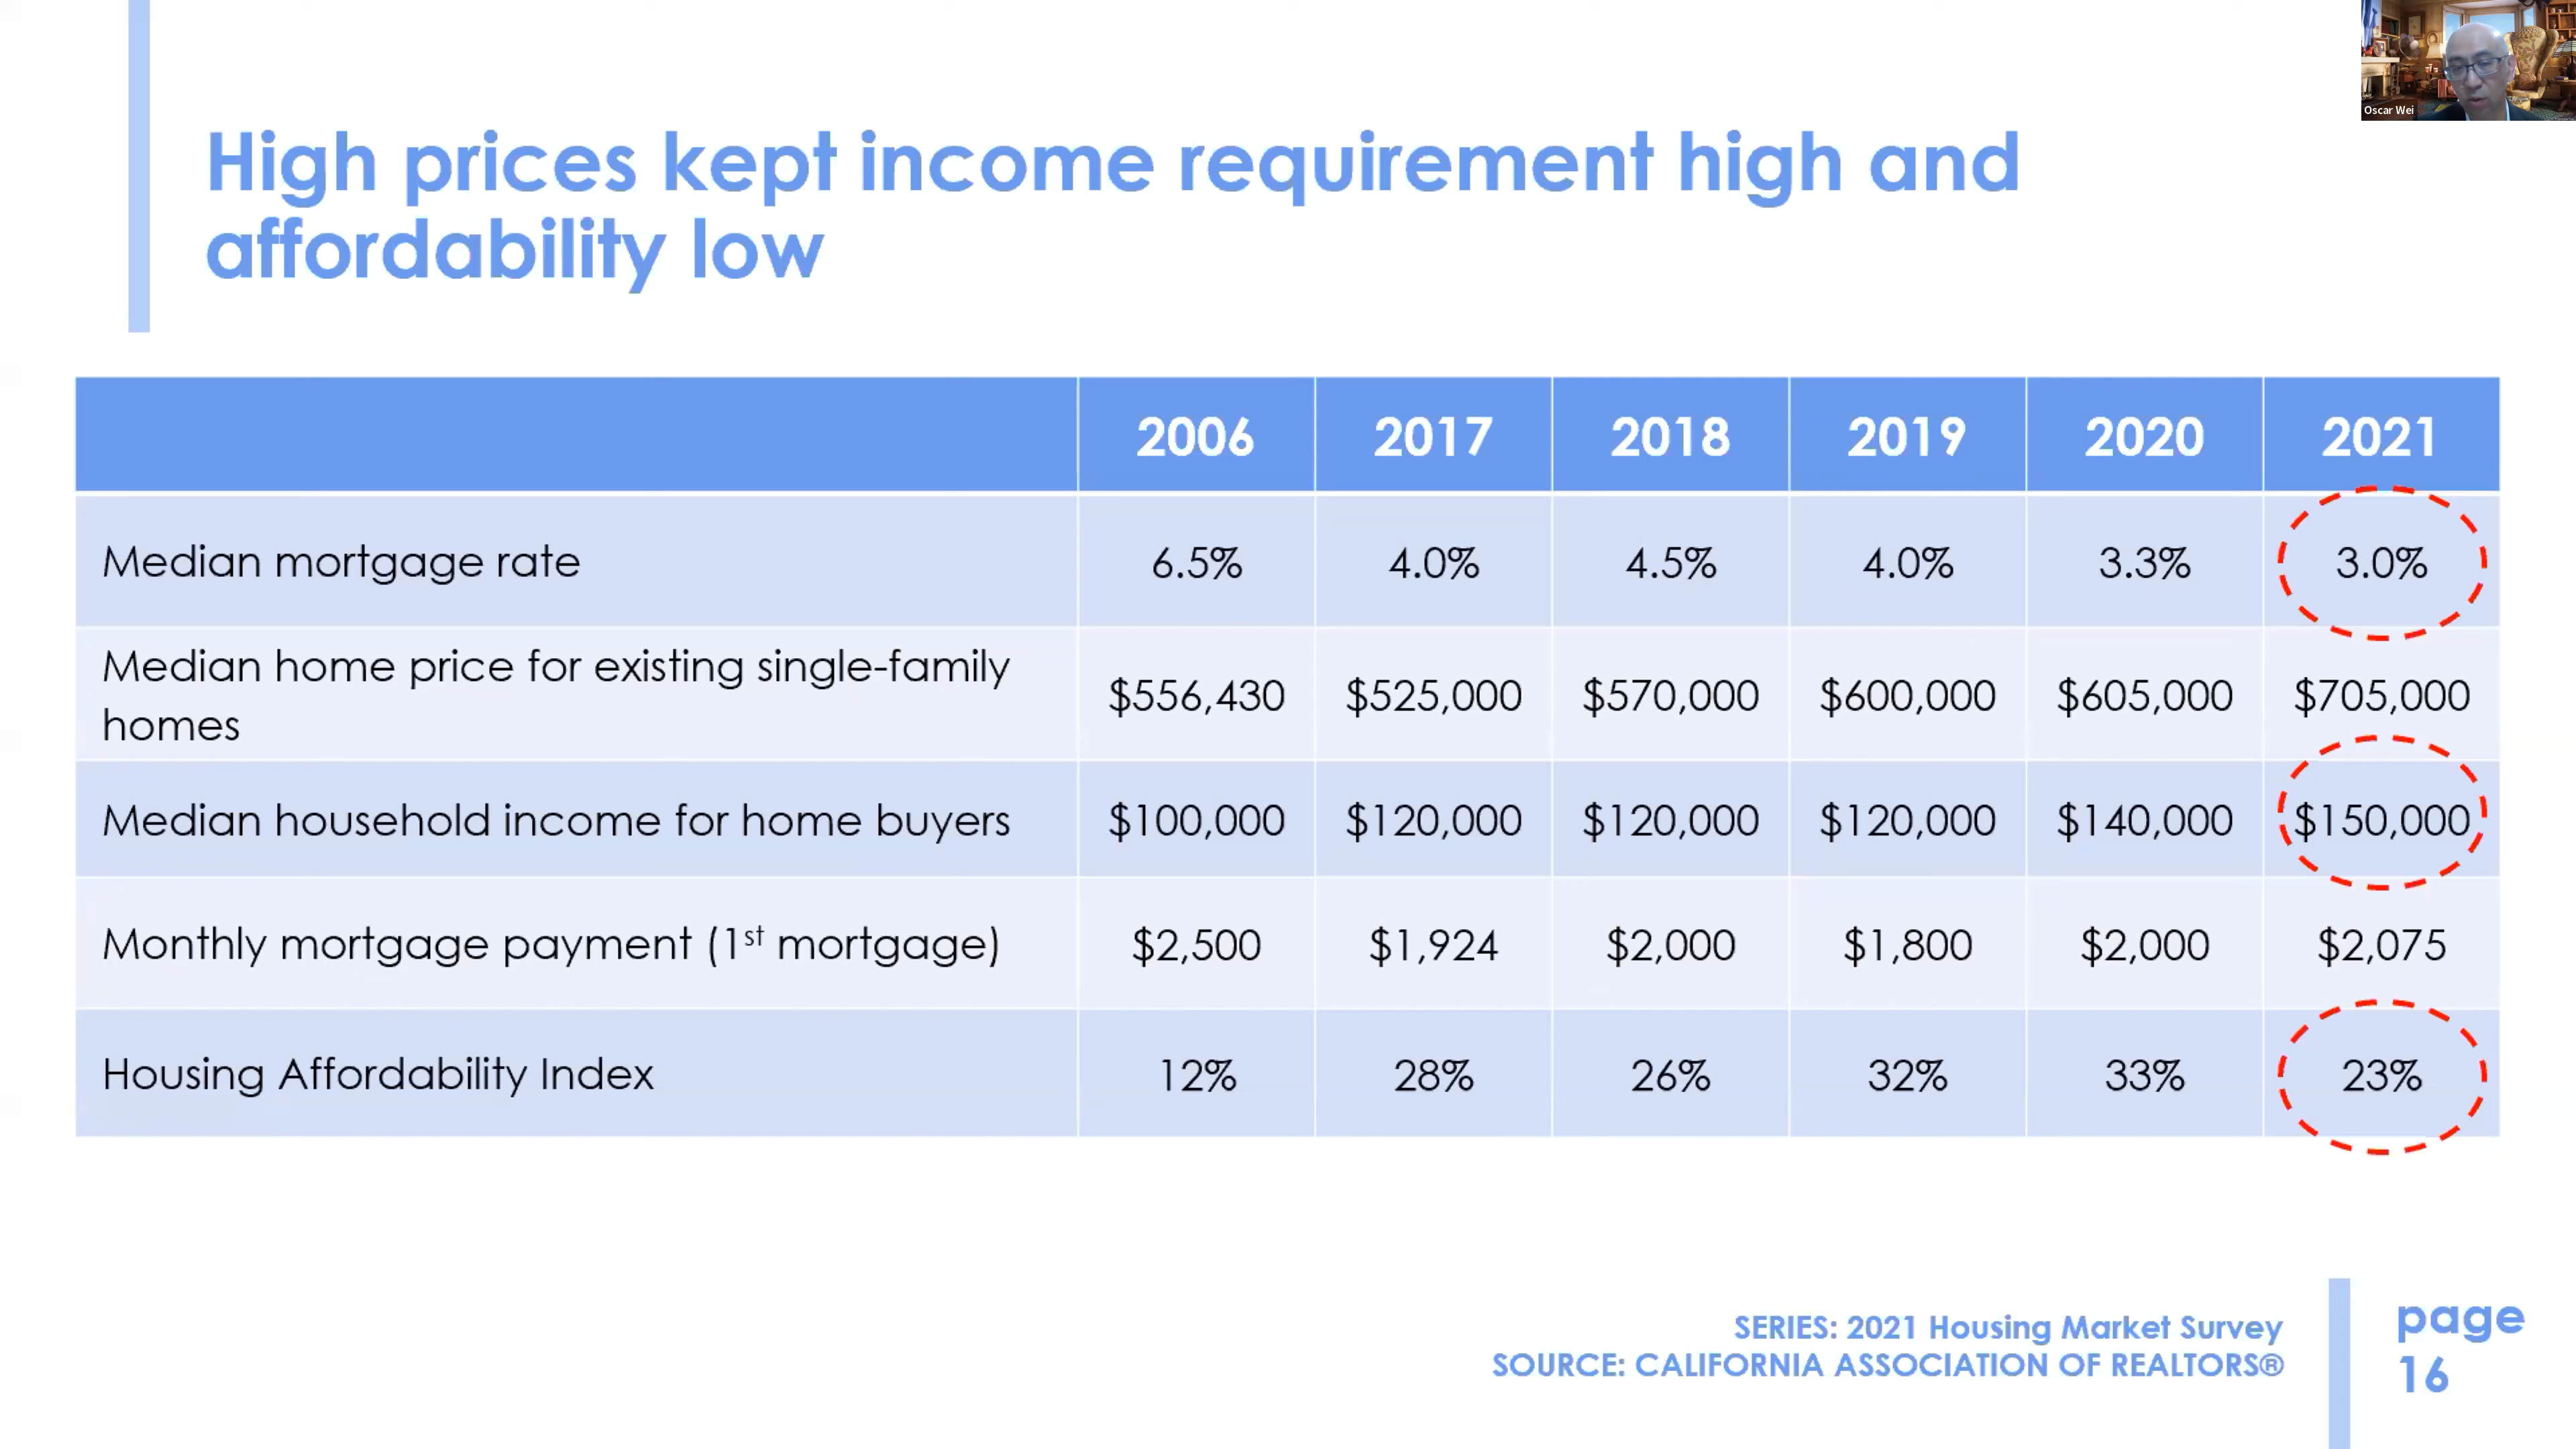 Oscar Wei
High prices kept income requirement high and
affordability low
2006 2017 2018 2019 2020 2021
Median mortgage rate 6.5% 4.0% 4.5% 4.0% 3.3% 3.0%
Median home price for existing single-family
homes $556,430 $525,000 $570,000 $600,000 $605,000 $705,000
Median household income for home buyers $100,000 $120,000 $120,000 $120,000 $140,000 $150,000
Monthly mortgage payment (1st mortgage) $2,500 $1,924 $2,000 $1,800 $2,000 $2,075
Housing Affordability Index 12% 28% 26% 32% 33% 23%
SERIES: 2021 Housing Market Survey
SOURCE: CALIFORNIA ASSOCIATION OF REALTORS®
page
16